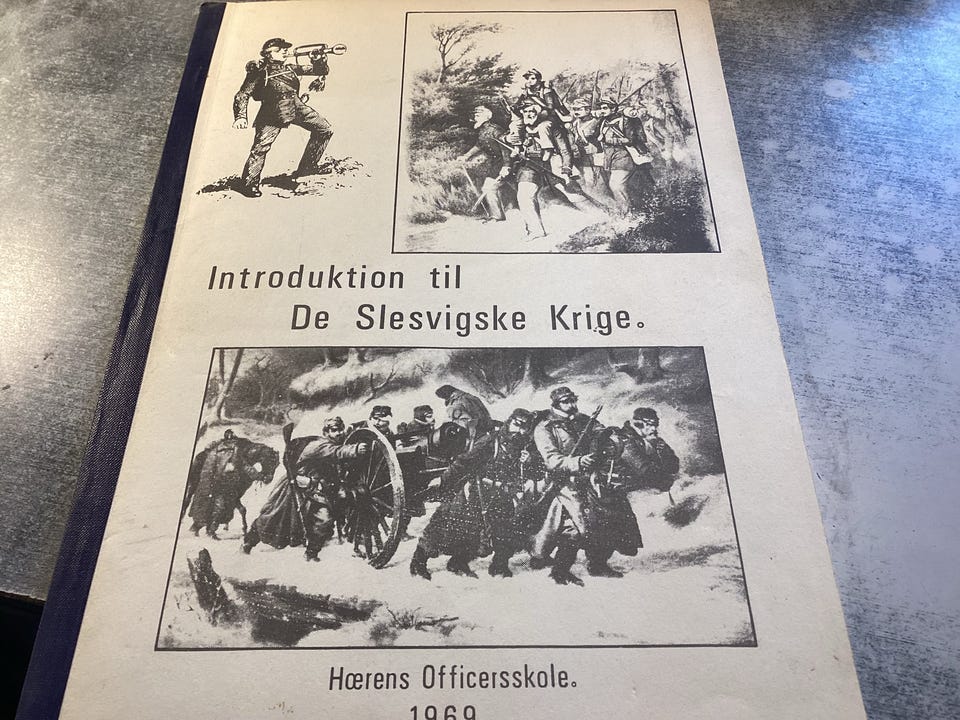 Introduktion til
De Slesvigske Krige.
Hærens Officersskole.
1969